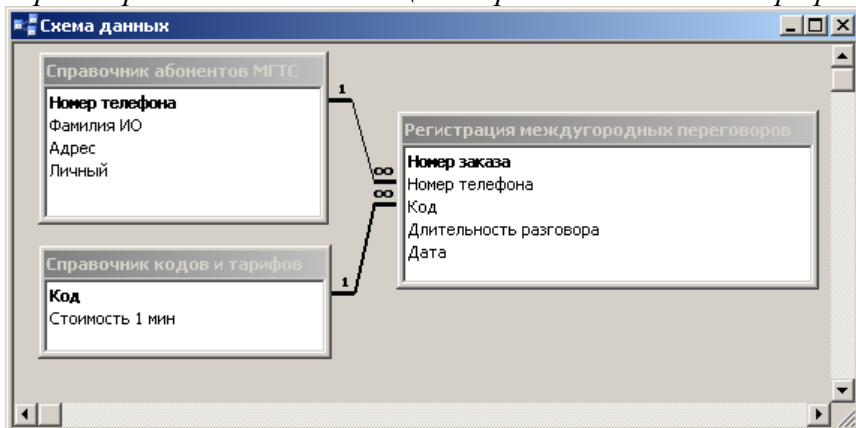 Схема данных
Справочник абонентов МГТС
Номер телефона
Фамилия ИО
Адрес
Личный
1
∞
∞
1
Регистрация междугородных переговоров
Номер заказа
Номер телефона
Код
Длительность разговора
Дата
Справочник кодов и тарифов
Код
Стоимость 1 мин